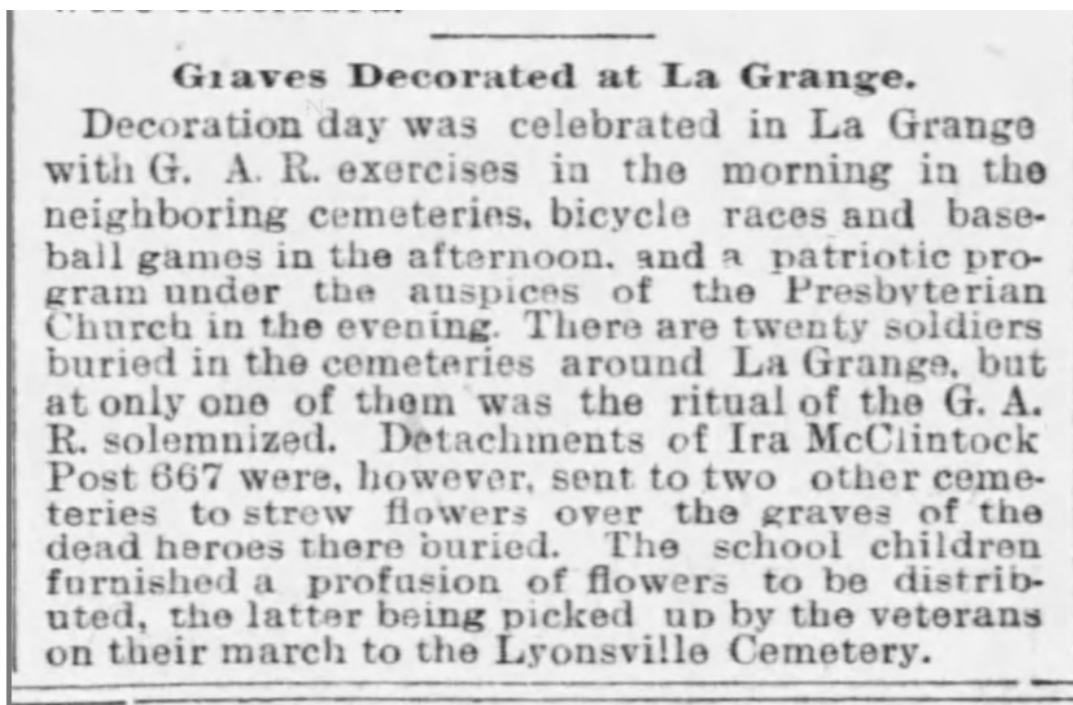 Graves Decorated at La Grange.
Decoration day was celebrated in La Grange
with G. A. R. exercises in the morning in the
neighboring cemeteries, bicycle races and base-
ball games in the afternoon, and a patriotic pro-
gram under the auspices of the Presbyterian
Church in the evening. There are twenty soldiers
buried in the cemeteries around La Grange, but
at only one of them was the ritual of the G. A.
R. solemnized. Detachments of Ira McClintock
Post 667 were, however, sent to two other ceme-
teries to strew flowers over the graves of the
dead heroes there buried. The school children
furnished a profusion of flowers to be distrib-
uted, the latter being picked up by the veterans
on their march to the Lyonsville Cemetery.